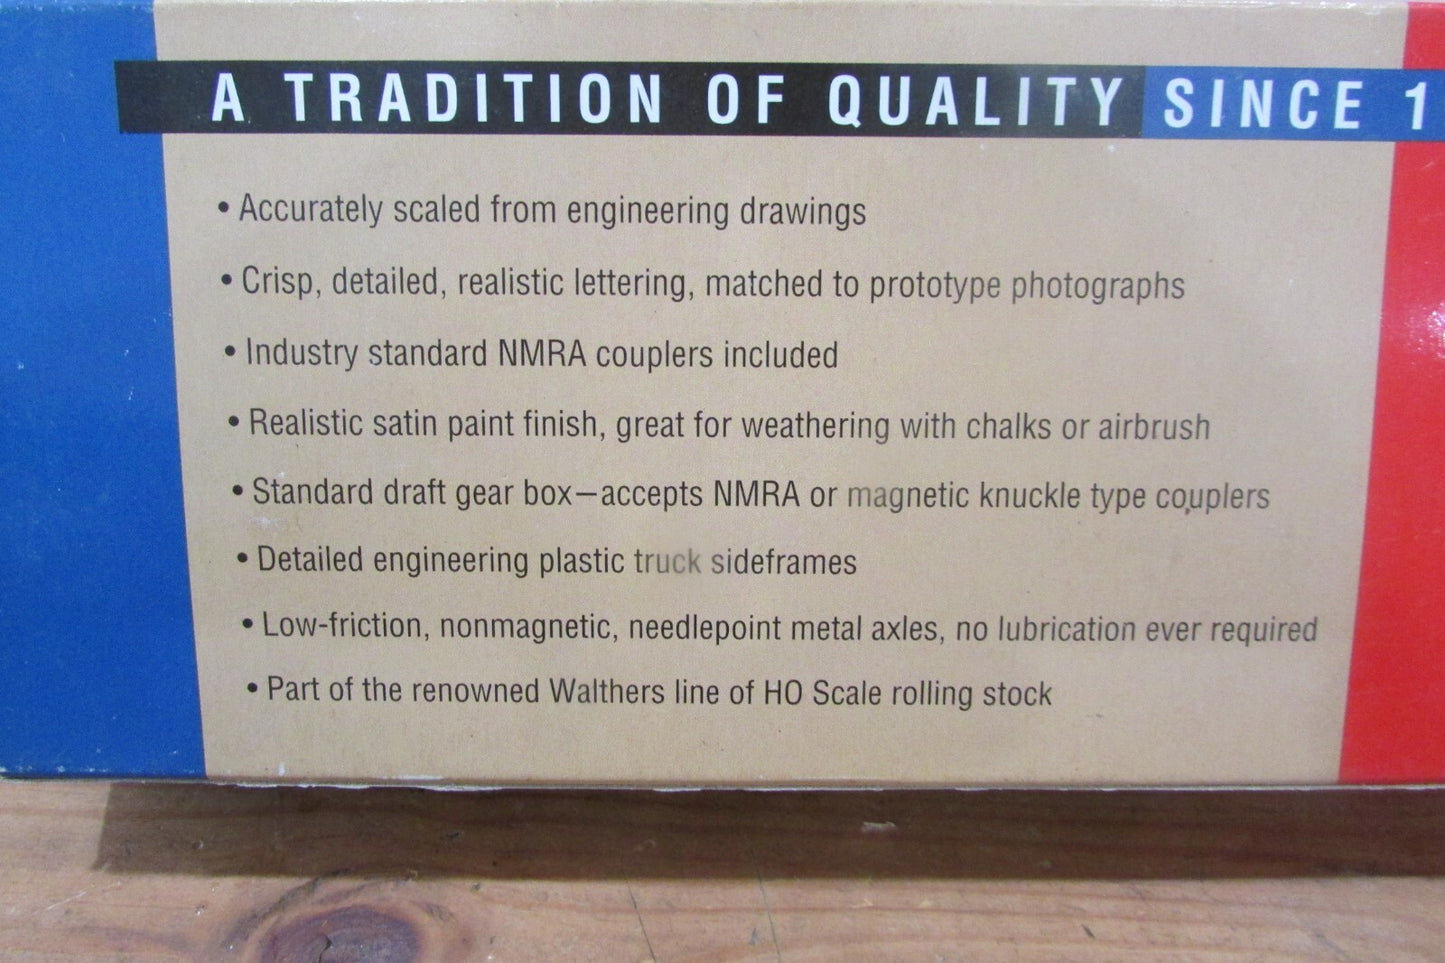 A TRADITION OF QUALITY SINCE 1
• Accurately scaled from engineering drawings
• Crisp, detailed, realistic lettering, matched to prototype photographs
• Industry standard NMRA couplers included
• Realistic satin paint finish, great for weathering with chalks or airbrush
• Standard draft gear box—accepts NMRA or magnetic knuckle type couplers
• Detailed engineering plastic truck sideframes
• Low-friction, nonmagnetic, needlepoint metal axles, no lubrication ever required
• Part of the renowned Walthers line of HO Scale rolling stock